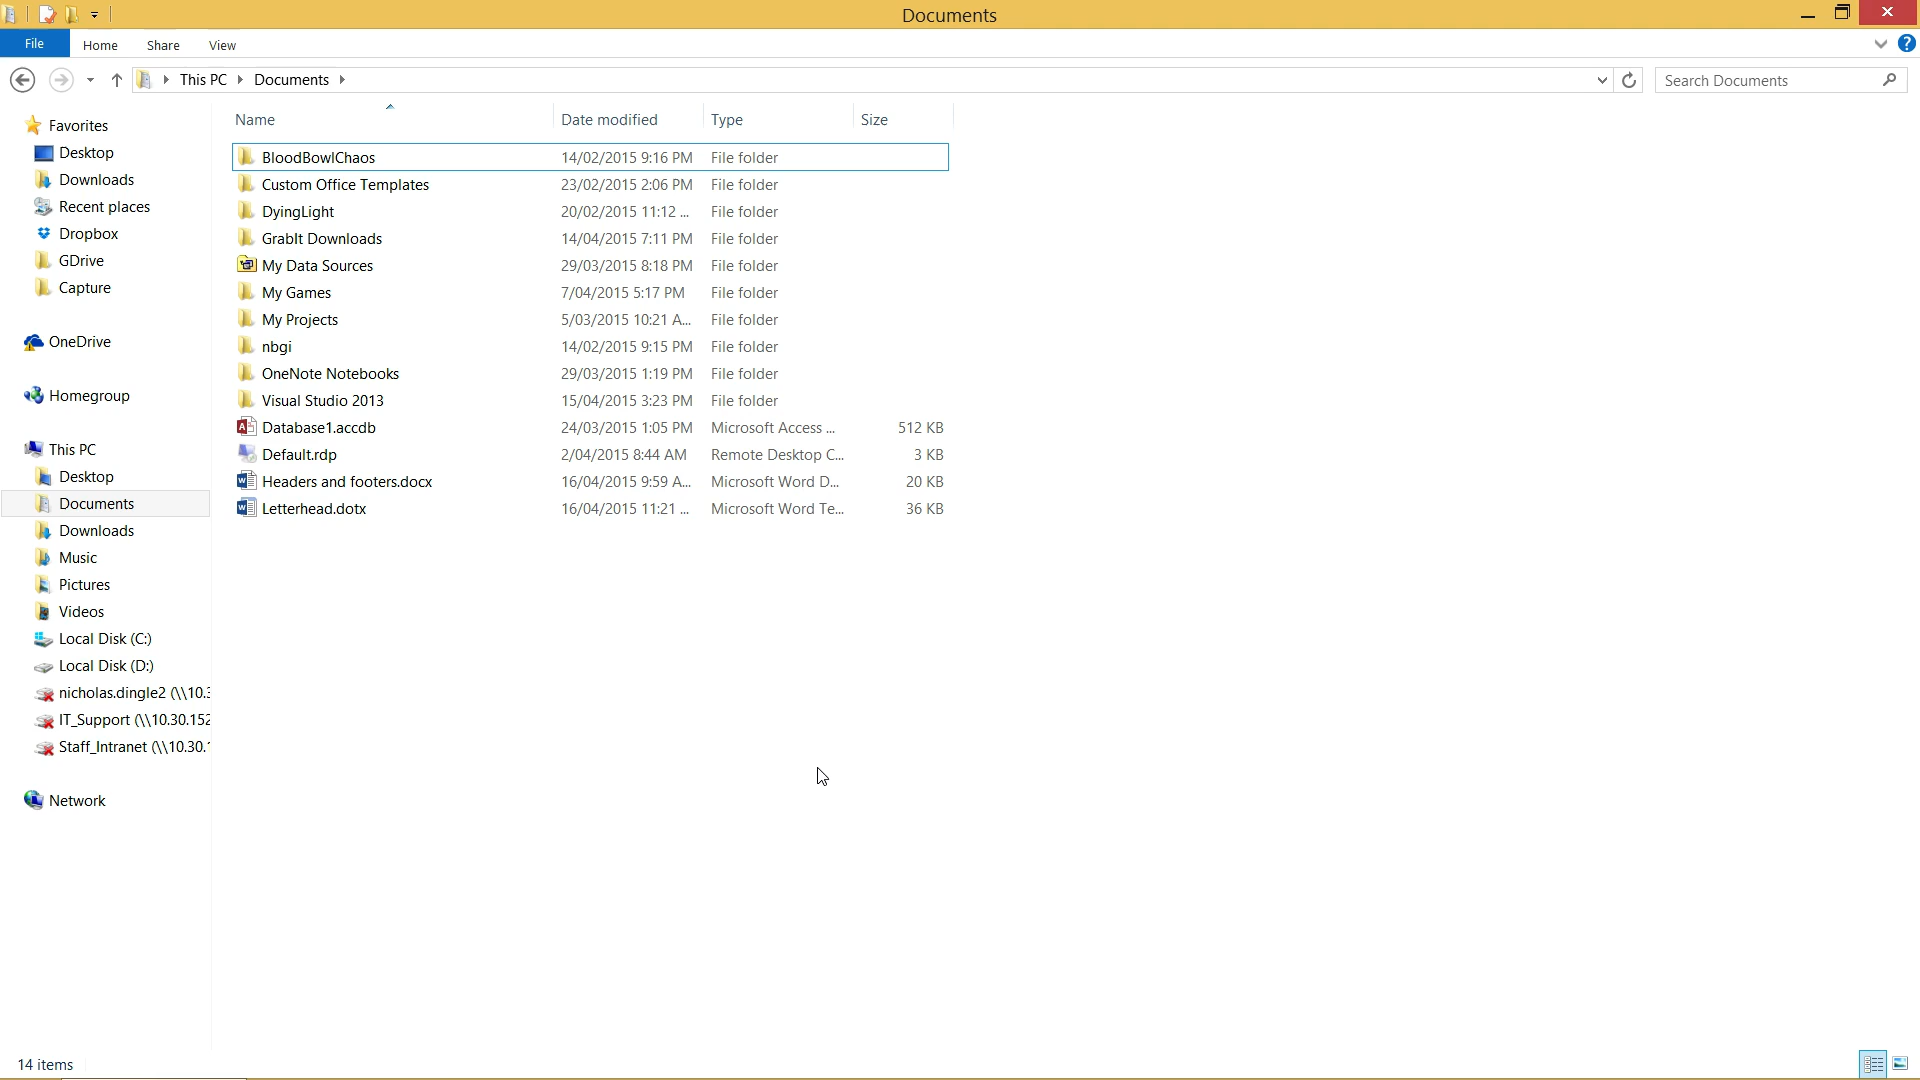 Documents
File Home Share View
This PC Documents
Search Documents
Name Date modified Type Size
Favorites
Desktop
Downloads
Recent places
Dropbox
GDrive
Capture
OneDrive
Homegroup
This PC
Desktop
Documents
Downloads
Music
Pictures
Videos
Local Disk (C:)
Local Disk (D:)
nicholas.dingle2 (\\10.3
IT_Support (\\10.30.152
Staff_Intranet (\\10.30.1
Network
BloodBowlChaos 14/02/2015 9:16 PM File folder
Custom Office Templates 23/02/2015 2:06 PM File folder
DyingLight 20/02/2015 11:12 ... File folder
GrabIt Downloads 14/04/2015 7:11 PM File folder
My Data Sources 29/03/2015 8:18 PM File folder
My Games 7/04/2015 5:17 PM File folder
My Projects 5/03/2015 10:21 A... File folder
nbgi 14/02/2015 9:15 PM File folder
OneNote Notebooks 29/03/2015 1:19 PM File folder
Visual Studio 2013 15/04/2015 3:23 PM File folder
Database1.accdb 24/03/2015 1:05 PM Microsoft Access ... 512 KB
Default.rdp 2/04/2015 8:44 AM Remote Desktop C... 3 KB
Headers and footers.docx 16/04/2015 9:59 A... Microsoft Word D... 20 KB
Letterhead.dotx 16/04/2015 11:21 ... Microsoft Word Te... 36 KB
14 items